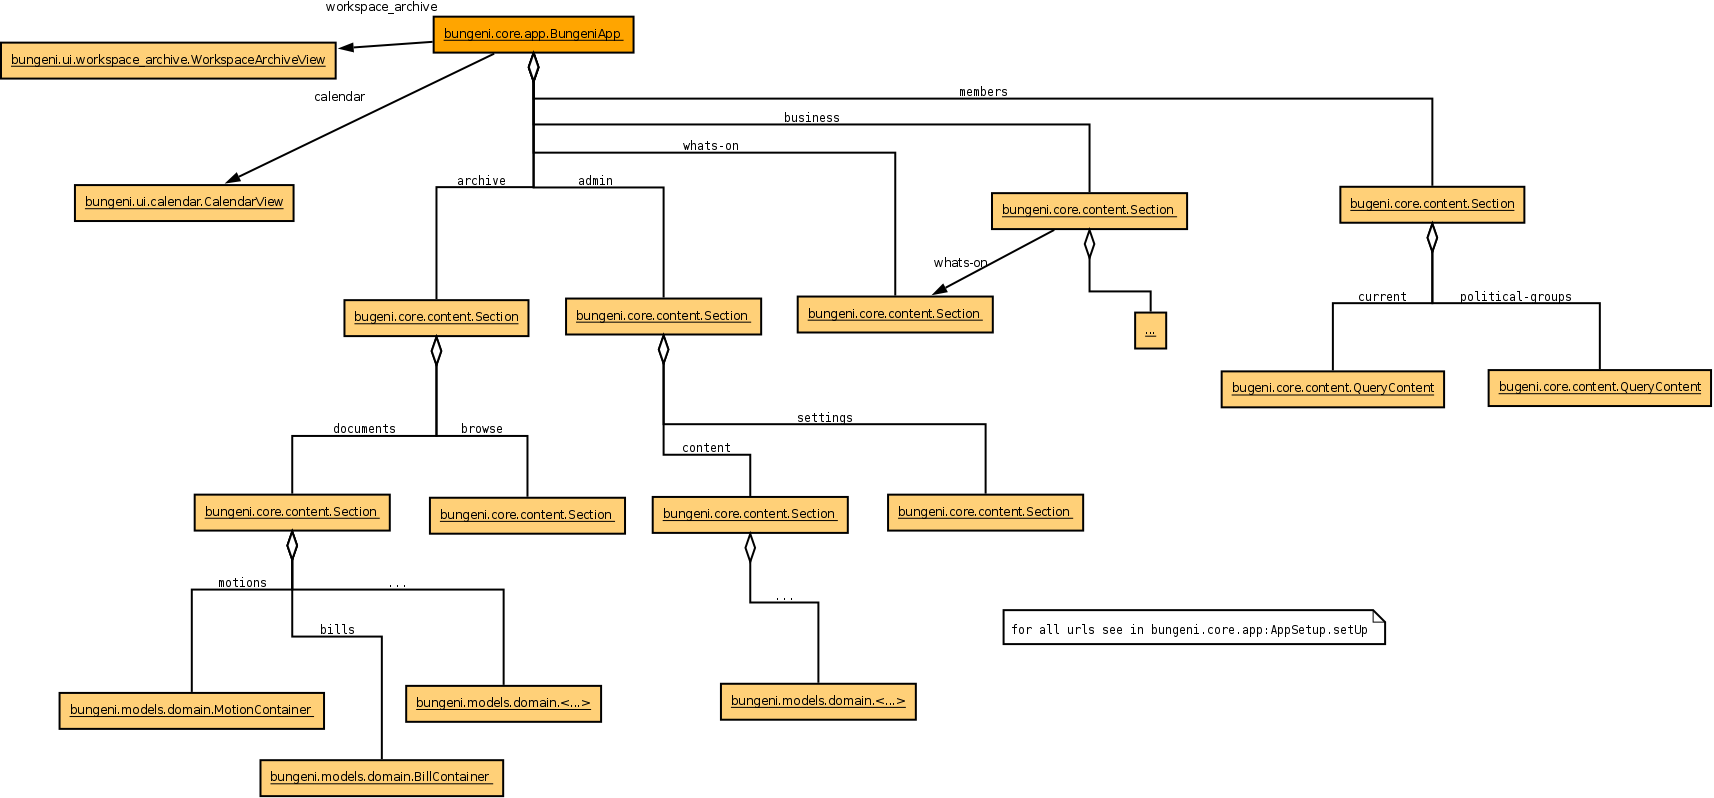 workspace_archive
bungeni.core.app.BungeniApp
bungeni.ui.workspace_archive.WorkspaceArchiveView
calendar
members
business
whats-on
archive
admin
bungeni.ui.calendar.CalendarView
bungeni.core.content.Section
bugeni.core.content.Section
whats-on
bugeni.core.content.Section
bungeni.core.content.Section
bungeni.core.content.Section
...
current
political-groups
bugeni.core.content.QueryContent
bugeni.core.content.QueryContent
documents
browse
settings
content
bungeni.core.content.Section
bungeni.core.content.Section
bungeni.core.content.Section
bungeni.core.content.Section
motions
...
bills
...
for all urls see in bungeni.core.app:AppSetup.setUp
bungeni.models.domain.MotionContainer
bungeni.models.domain.<...>
bungeni.models.domain.<...>
bungeni.models.domain.BillContainer